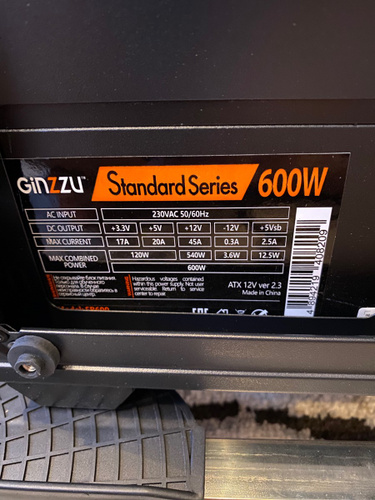 GINZZU™ Standard Series 600W
AC INPUT 230VAC 50/60Hz
DC OUTPUT +3.3V +5V +12V -12V +5Vsb
MAX CURRENT 17A 20A 45A 0.3A 2.5A
MAX COMBINED POWER 120W 540W 3.6W 12.5W
600W
Hazardous voltages contained
within this power supply. Not user
serviceable. Return to service
center to repair
ATX 12V ver 2.3
Made in China